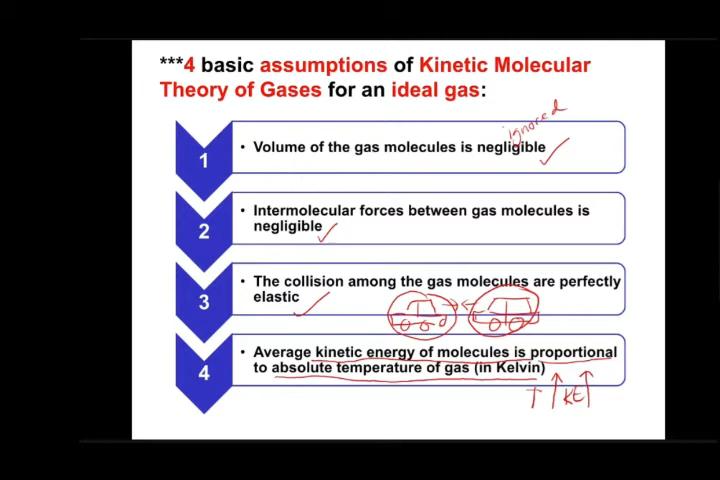 ***4 basic assumptions of Kinetic Molecular
Theory of Gases for an ideal gas:
ignored
1
• Volume of the gas molecules is negligible
2
• Intermolecular forces between gas molecules is
negligible
3
• The collision among the gas molecules are perfectly
elastic
4
• Average kinetic energy of molecules is proportional
to absolute temperature of gas (in Kelvin)
T ↑ KE ↑